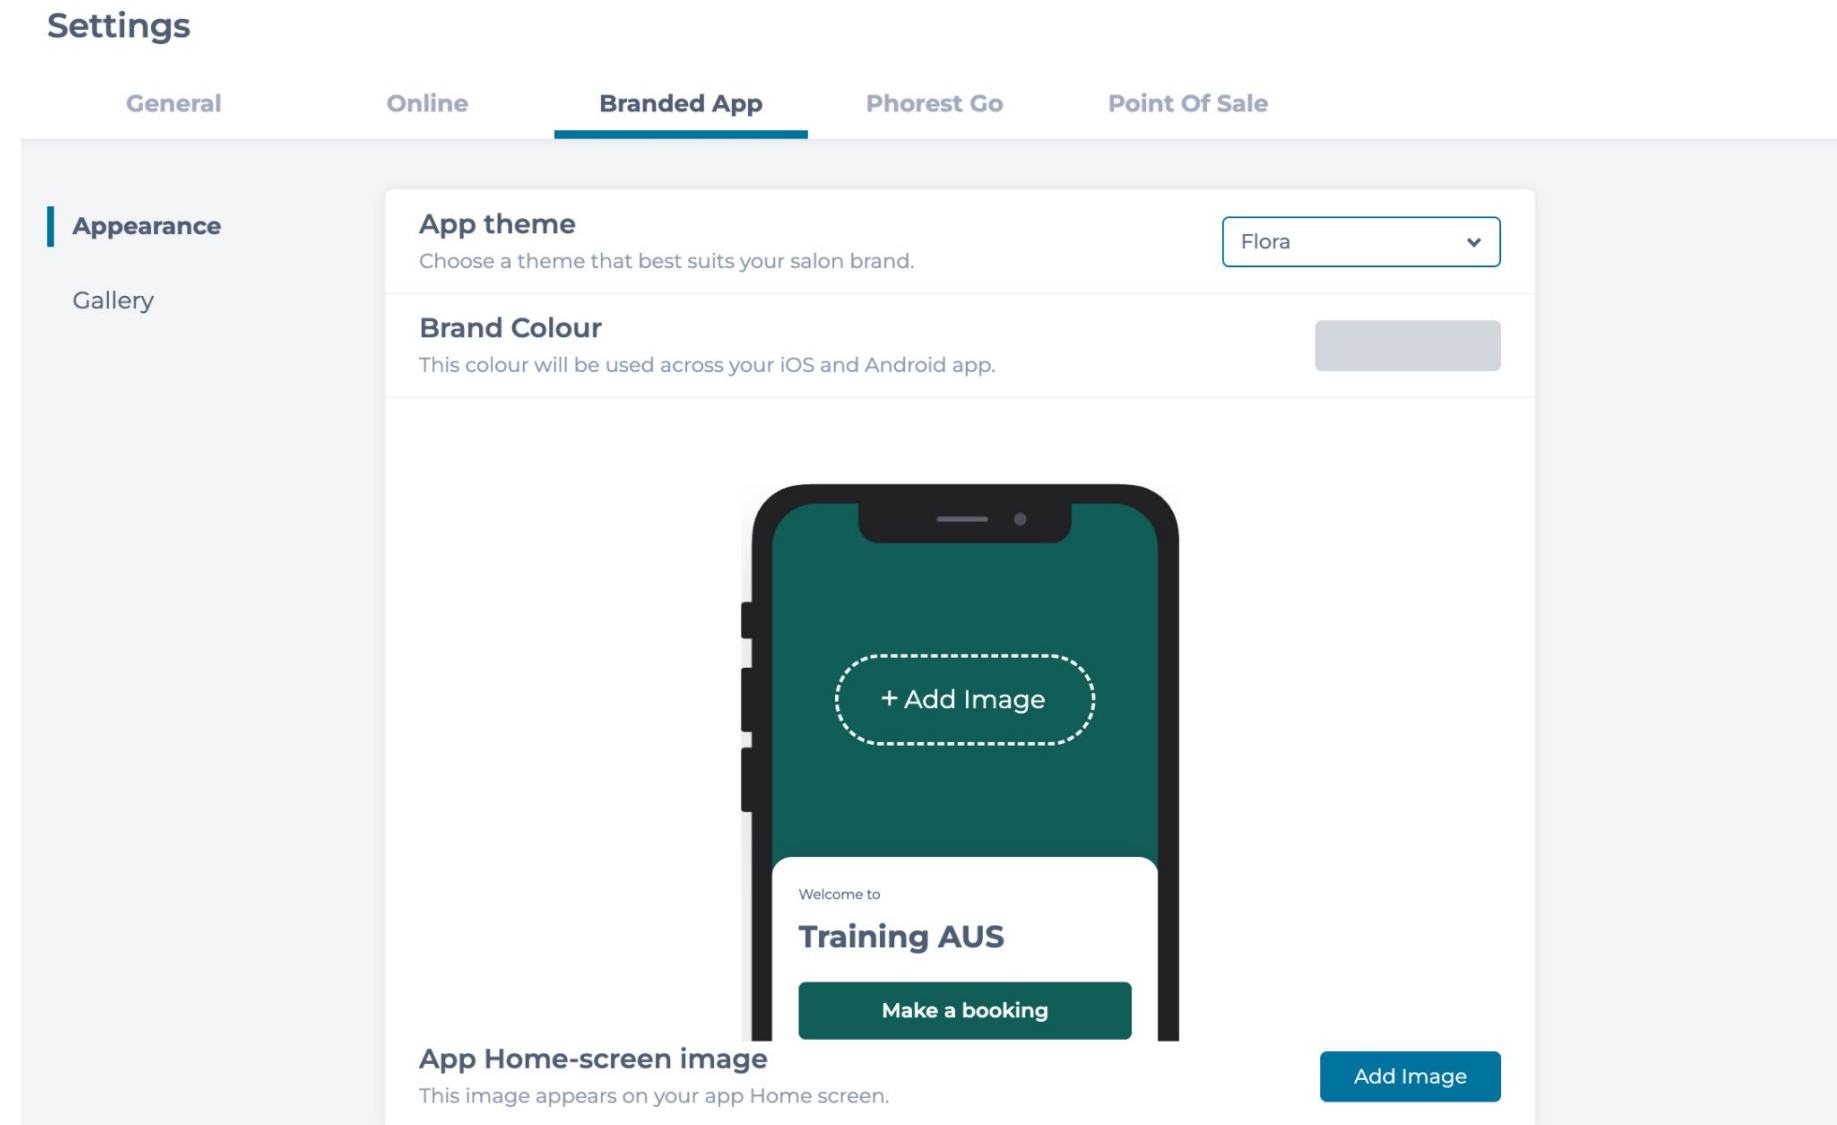 Settings
General
Online
Branded App
Phorest Go
Point Of Sale
Appearance
Gallery
App theme
Choose a theme that best suits your salon brand.
Flora
Brand Colour
This colour will be used across your iOS and Android app.
+ Add Image
Welcome to
Training AUS
Make a booking
App Home-screen image
This image appears on your app Home screen.
Add Image